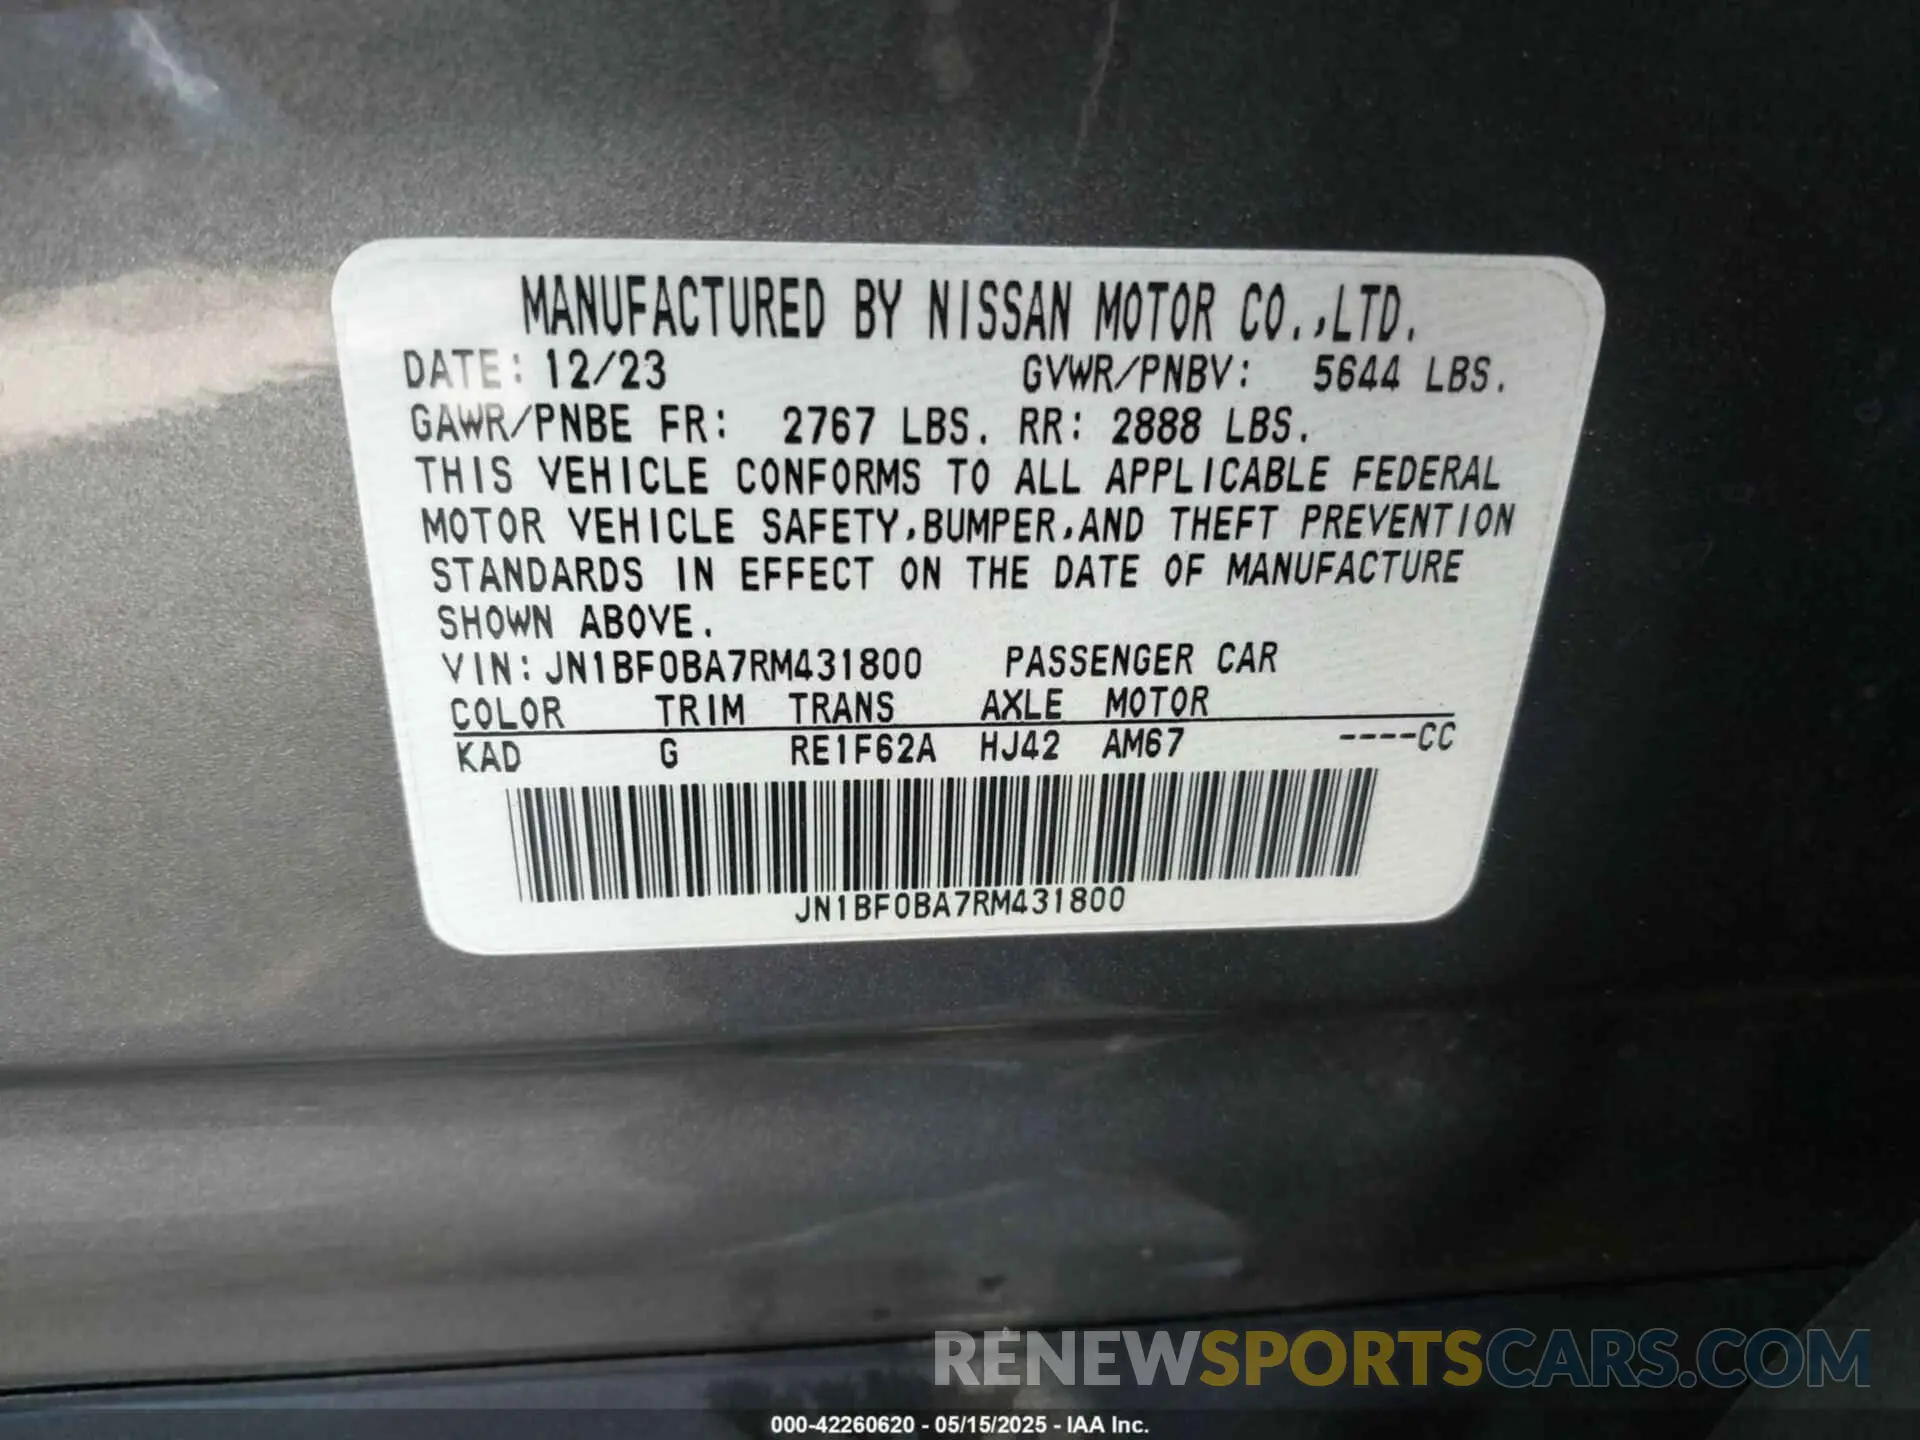 MANUFACTURED BY NISSAN MOTOR CO.,LTD.
DATE: 12/23 GVWR/PNBV: 5644 LBS.
GAWR/PNBE FR: 2767 LBS. RR: 2888 LBS.
THIS VEHICLE CONFORMS TO ALL APPLICABLE FEDERAL
MOTOR VEHICLE SAFETY,BUMPER,AND THEFT PREVENTION
STANDARDS IN EFFECT ON THE DATE OF MANUFACTURE
SHOWN ABOVE.
VIN:JN1BF0BA7RM431800 PASSENGER CAR
COLOR TRIM TRANS AXLE MOTOR
KAD G RE1F62A HJ42 AM67 ----CC
JN1BF0BA7RM431800
RENEWSPORTSCARS.COM
000-42260620 - 05/15/2025 - IAA Inc.